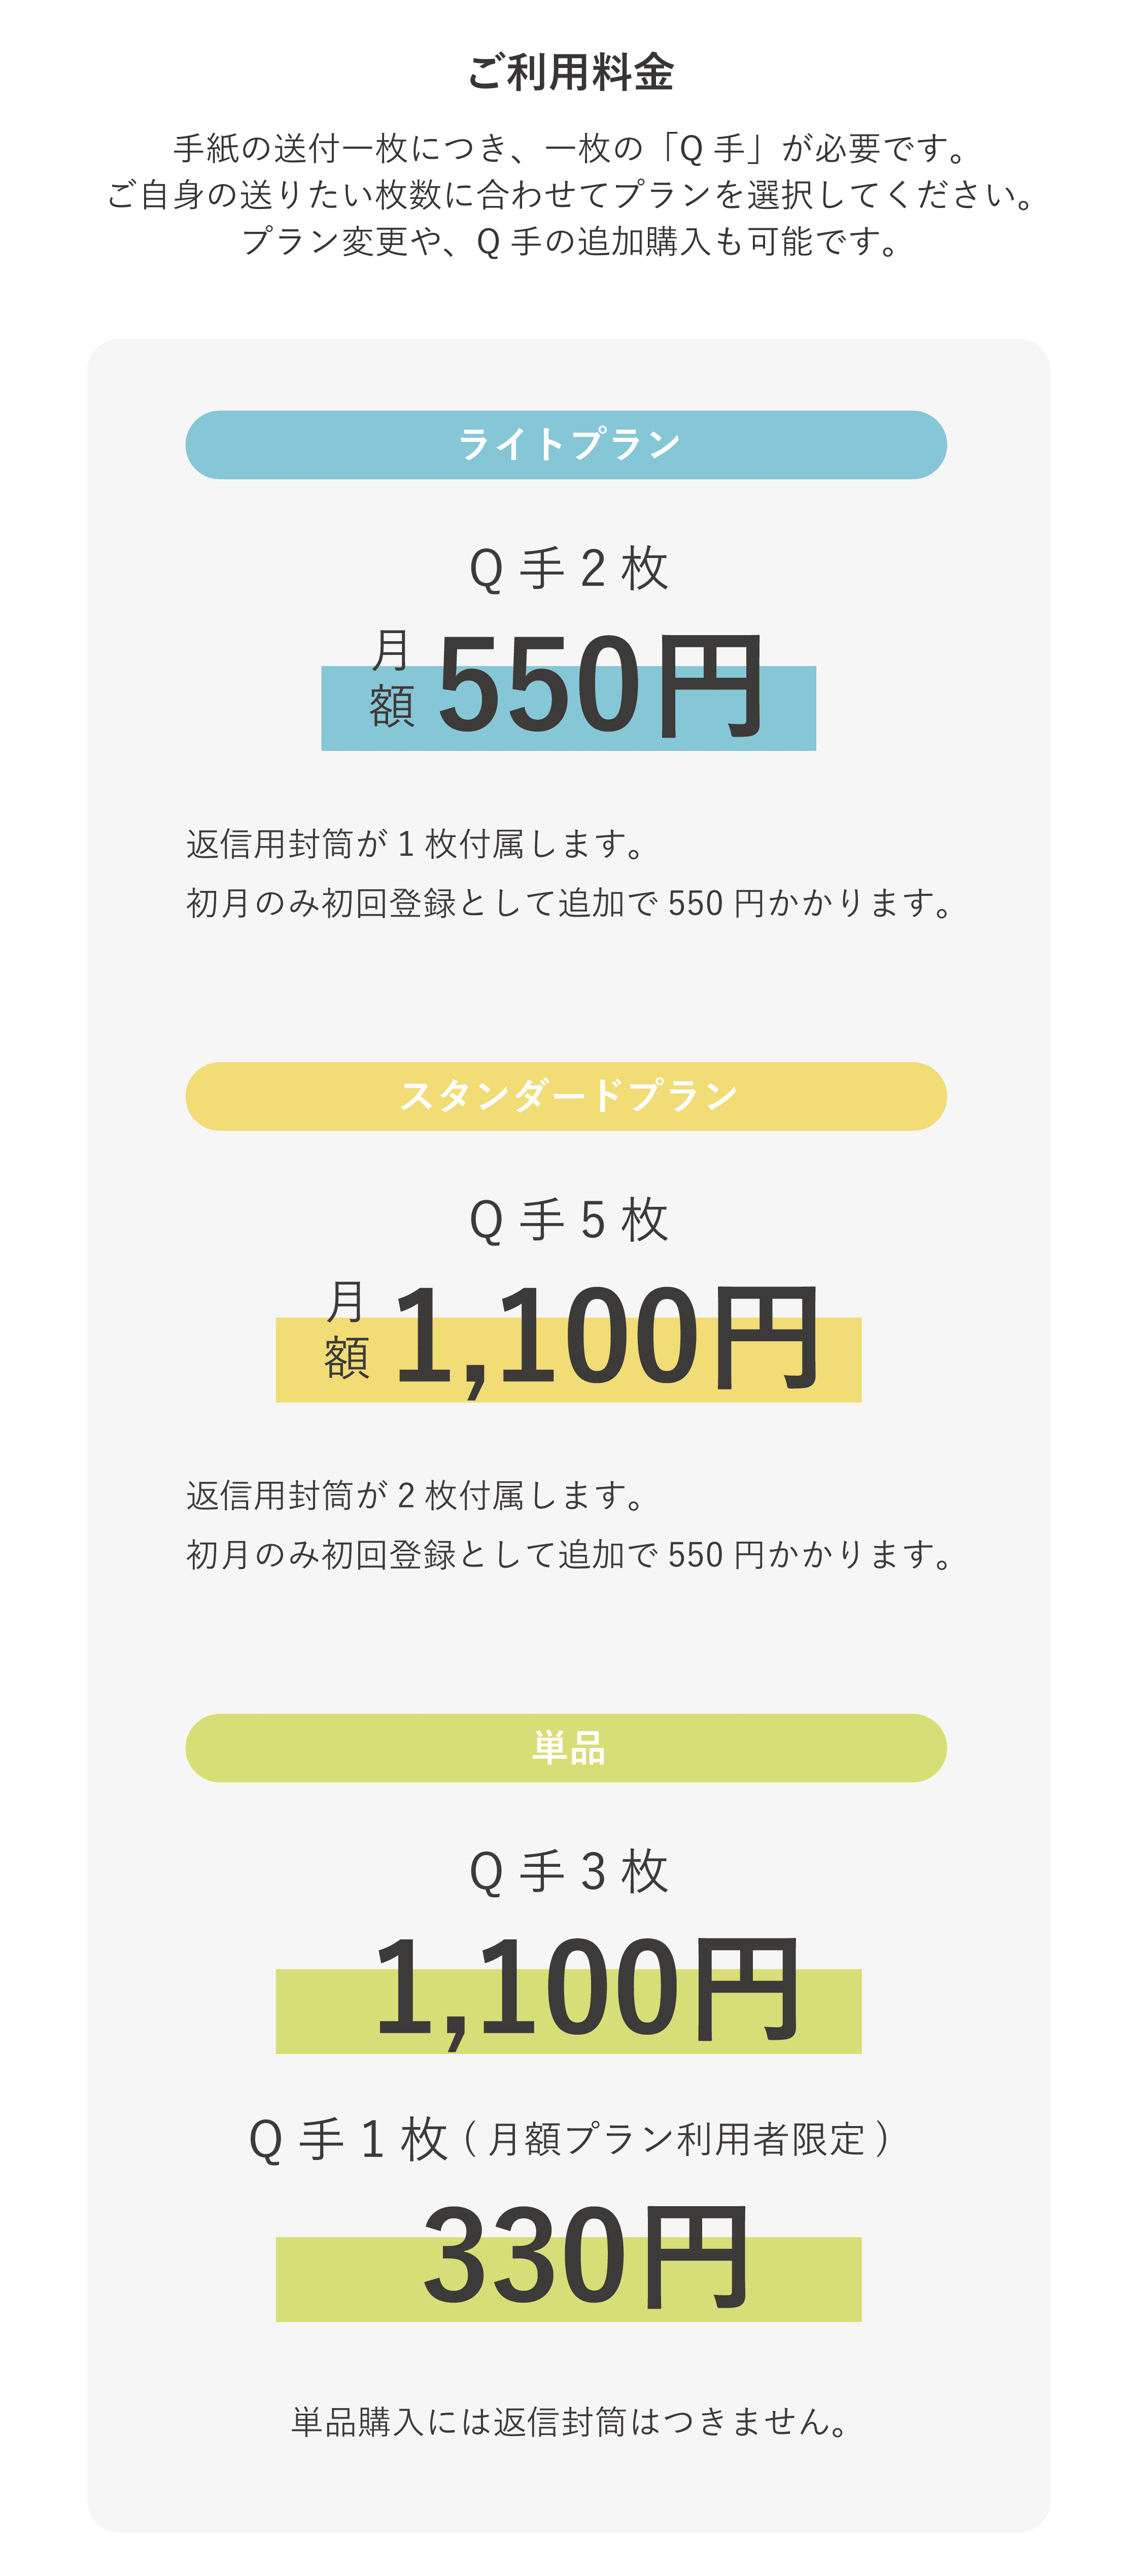 ご利用料金
手紙の送付一枚につき、一枚の「Q 手」が必要です。
ご自身の送りたい枚数に合わせてプランを選択してください。
プラン変更や、Q 手の追加購入も可能です。
ライトプラン
Q 手 2 枚
月額 550円
返信用封筒が 1 枚付属します。
初月のみ初回登録として追加で 550 円かかります。
スタンダードプラン
Q 手 5 枚
月額 1,100円
返信用封筒が 2 枚付属します。
初月のみ初回登録として追加で 550 円かかります。
単品
Q 手 3 枚
1,100円
Q 手 1 枚 ( 月額プラン利用者限定 )
330円
単品購入には返信封筒はつきません。